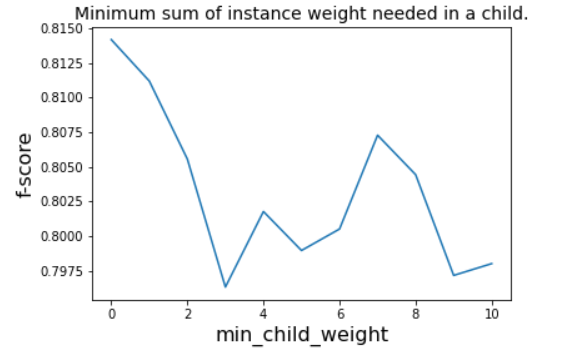 Minimum sum of instance weight needed in a child.
0.8150
0.8125
0.8100
0.8075
0.8050
0.8025
0.8000
0.7975
f-score
0 2 4 6 8 10
min_child_weight